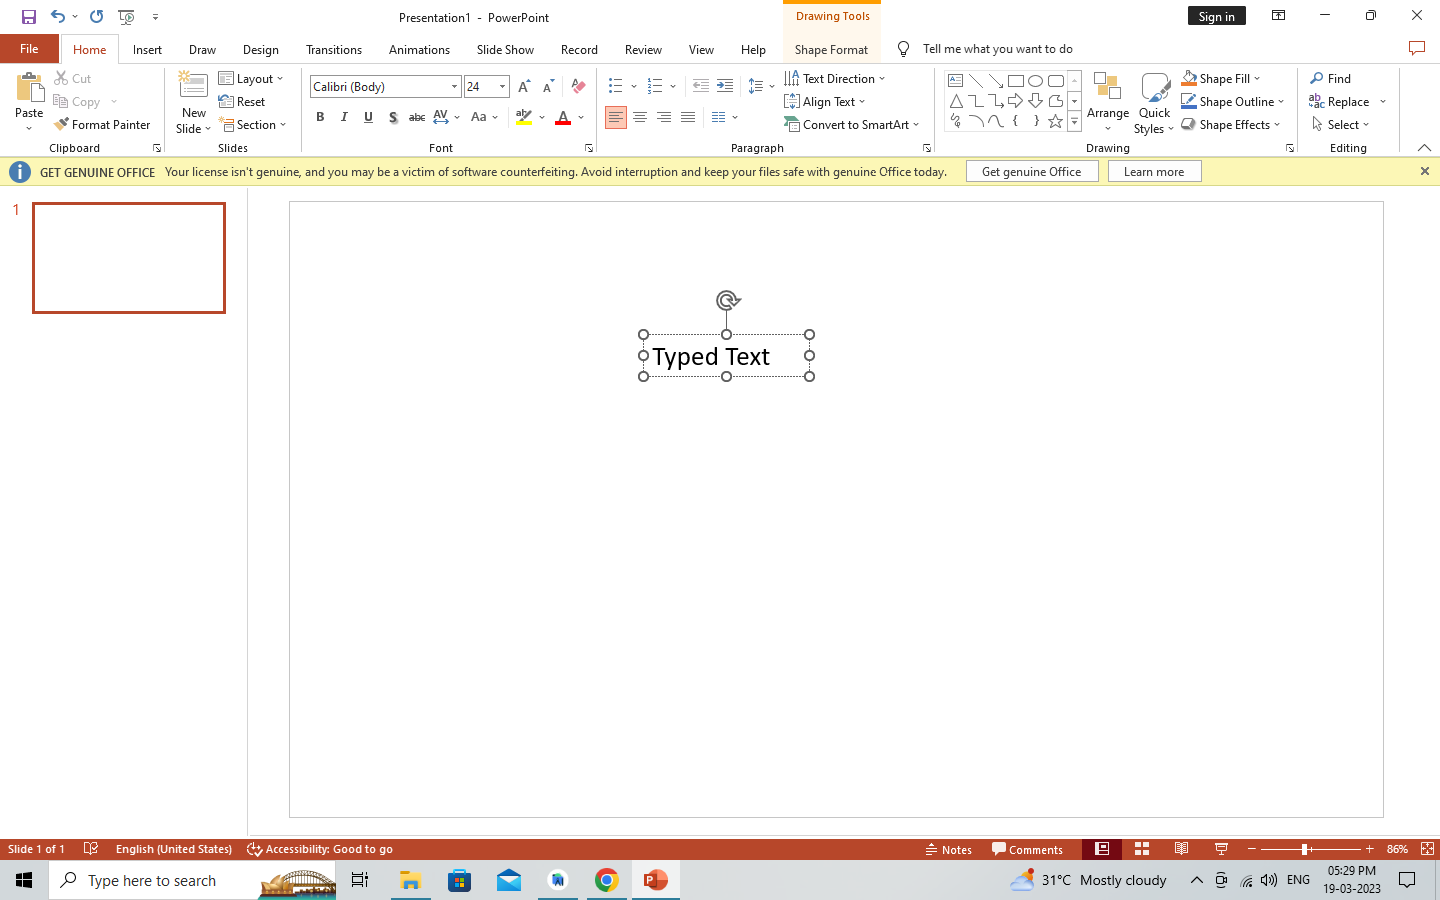 Presentation1 - PowerPoint
Drawing Tools
Sign in
File
Home
Insert
Draw
Design
Transitions
Animations
Slide Show
Record
Review
View
Help
Shape Format
Tell me what you want to do
Paste
Cut
Copy
Format Painter
Clipboard
New
Slide
Layout
Reset
Section
Slides
Calibri (Body)
24
A
A
A
B
I
U
S
abc
AV
Aa
ab
A
Font
Text Direction
Align Text
Convert to SmartArt
Paragraph
Arrange
Quick
Styles
Shape Fill
Shape Outline
Shape Effects
Drawing
Find
Replace
Select
Editing
GET GENUINE OFFICE Your license isn't genuine, and you may be a victim of software counterfeiting. Avoid interruption and keep your files safe with genuine Office today.
Get genuine Office
Learn more
1
Typed Text
Slide 1 of 1
English (United States)
Accessibility: Good to go
Notes
Comments
86%
Type here to search
31°C Mostly cloudy
ENG
05:29 PM
19-03-2023